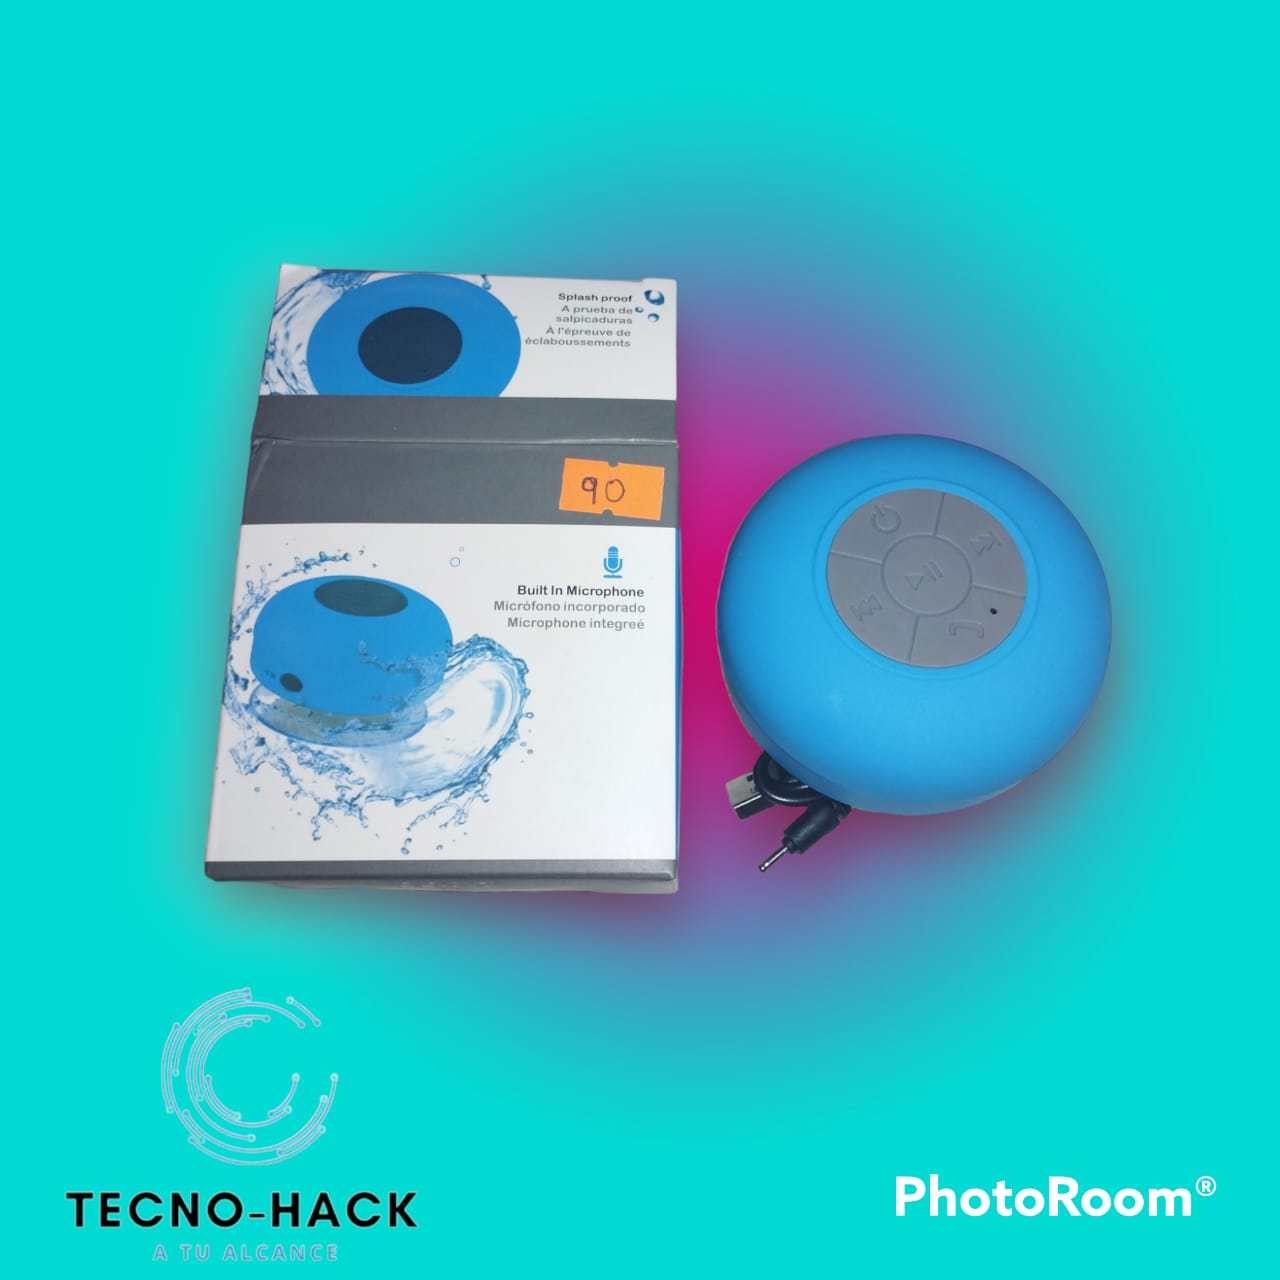 Splash proof
A prueba de
salpicaduras
À l'épreuve de
éclaboussements
90
Built In Microphone
Micrófono incorporado
Microphone integreé
TECNO-HACK
A TU ALCANCE
PhotoRoom®